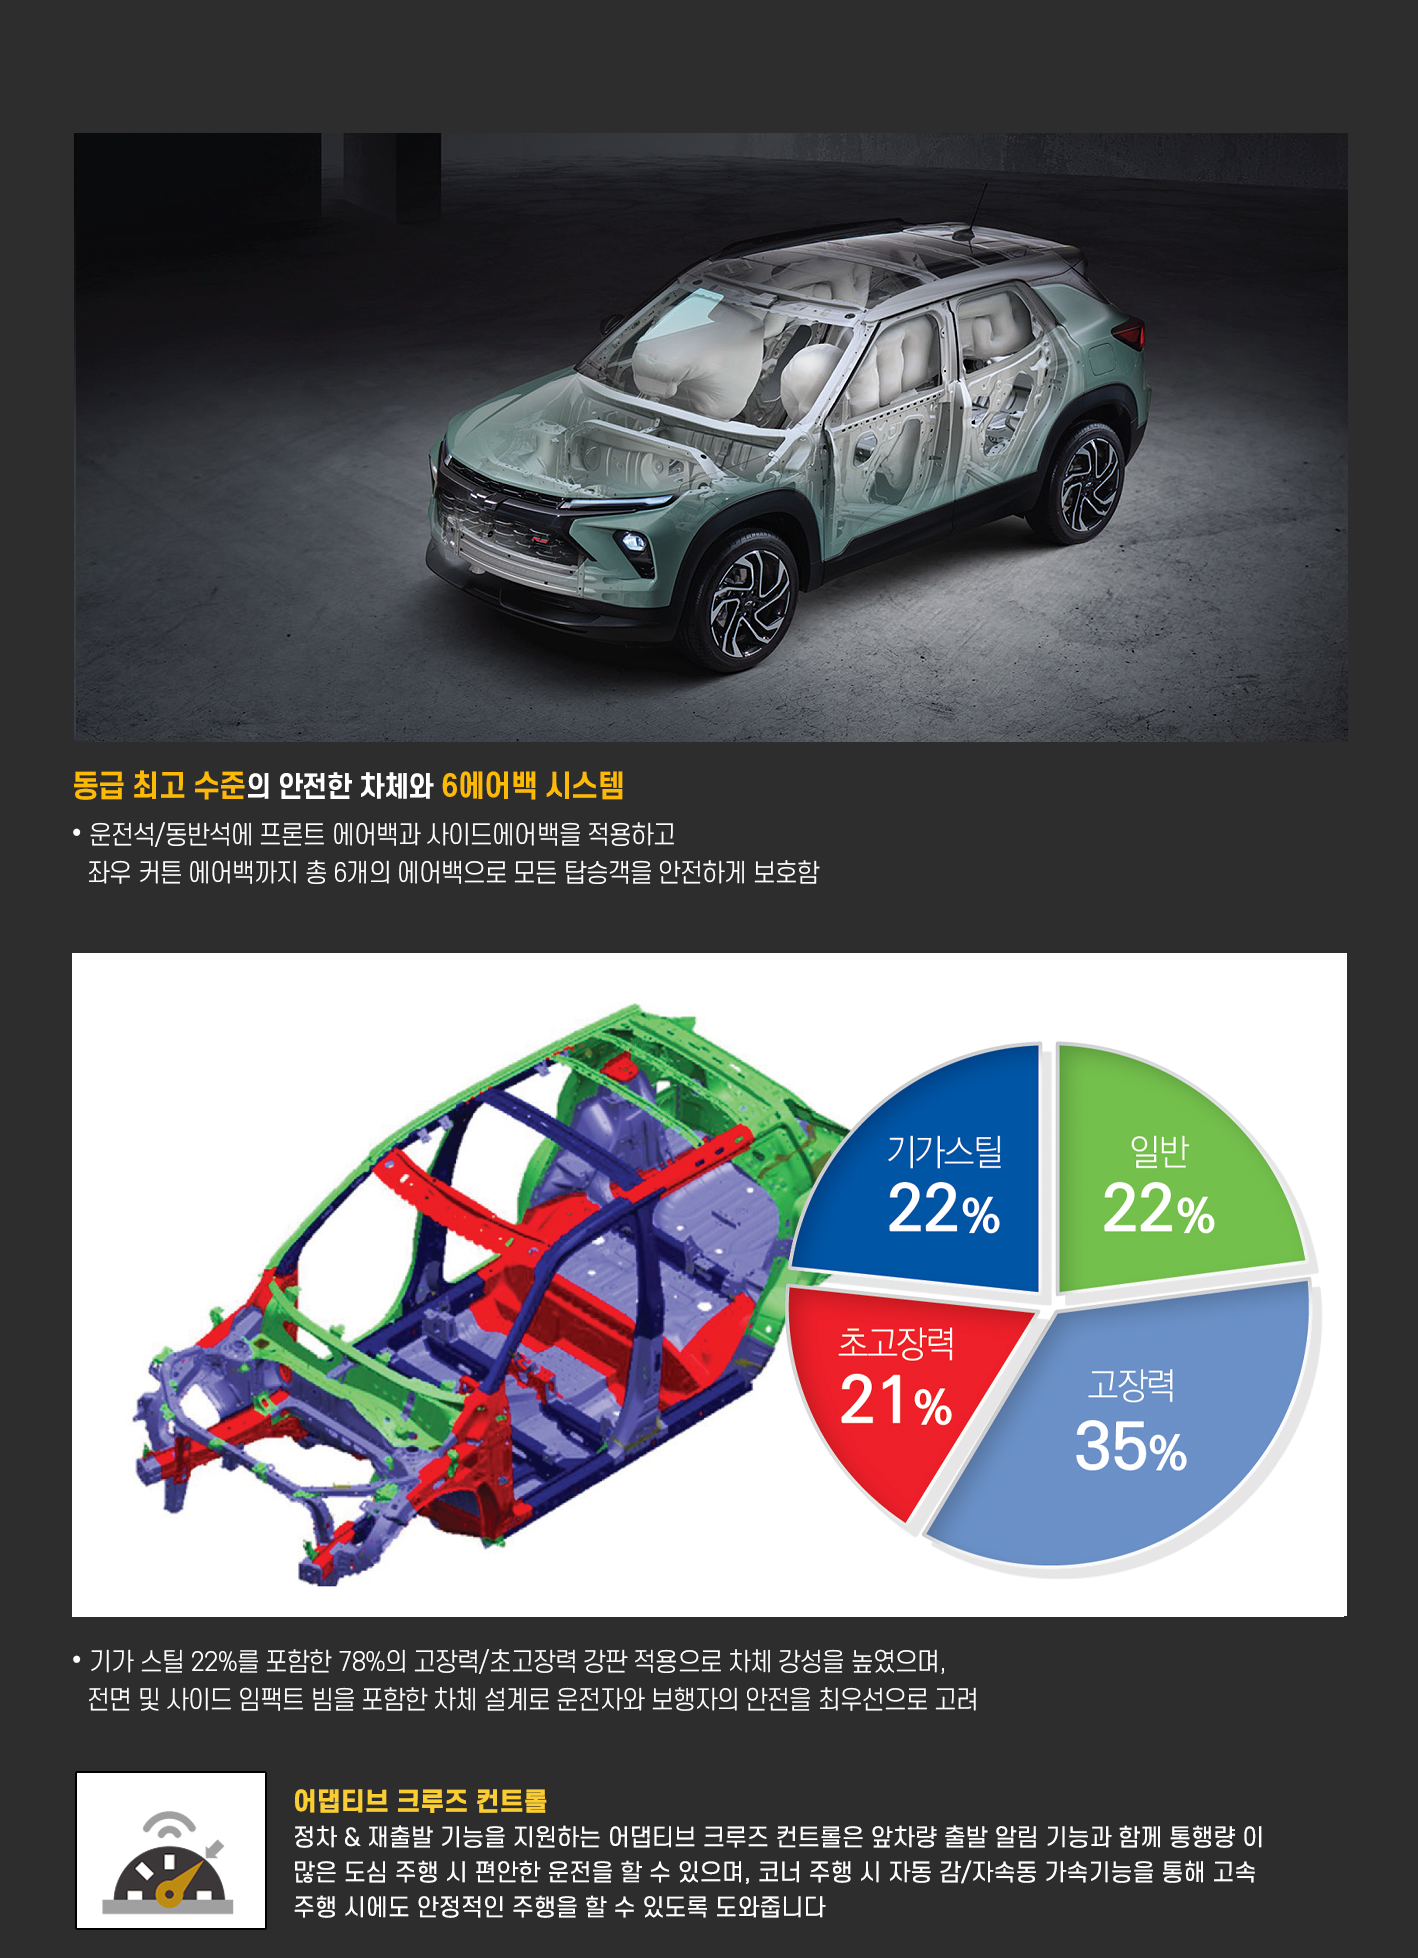 동급 최고 수준의 안전한 차체와 6에어백 시스템
• 운전석/동반석에 프론트 에어백과 사이드에어백을 적용하고
좌우 커튼 에어백까지 총 6개의 에어백으로 모든 탑승객을 안전하게 보호함
기가스틸
22%
일반
22%
초고장력
21%
고장력
35%
• 기가 스틸 22%를 포함한 78%의 고장력/초고장력 강판 적용으로 차체 강성을 높였으며,
전면 및 사이드 임팩트 빔을 포함한 차체 설계로 운전자와 보행자의 안전을 최우선으로 고려
어댑티브 크루즈 컨트롤
정차 & 재출발 기능을 지원하는 어댑티브 크루즈 컨트롤은 앞차량 출발 알림 기능과 함께 통행량 이
많은 도심 주행 시 편안한 운전을 할 수 있으며, 코너 주행 시 자동 감/자속동 가속기능을 통해 고속
주행 시에도 안정적인 주행을 할 수 있도록 도와줍니다